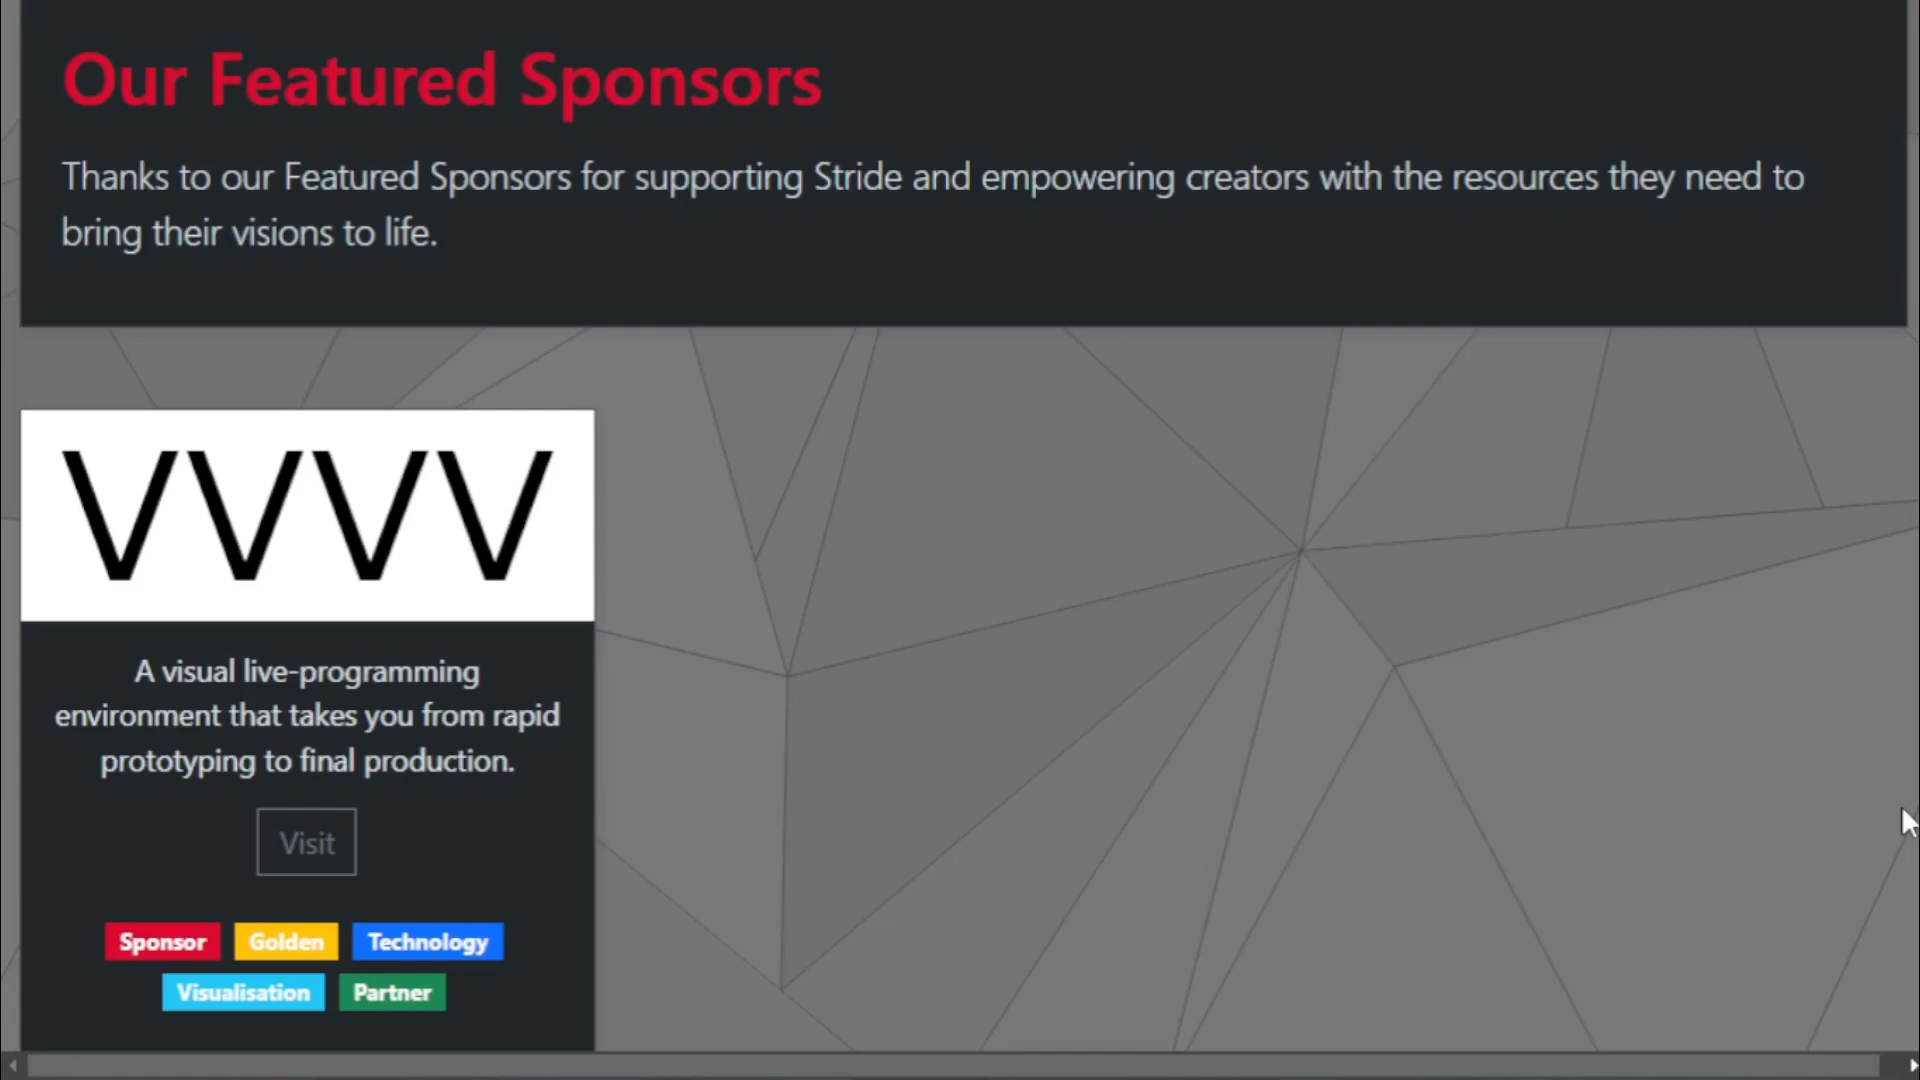 Our Featured Sponsors
Thanks to our Featured Sponsors for supporting Stride and empowering creators with the resources they need to
bring their visions to life.
VVVV
A visual live-programming
environment that takes you from rapid
prototyping to final production.
Visit
Sponsor Golden Technology
Visualisation Partner